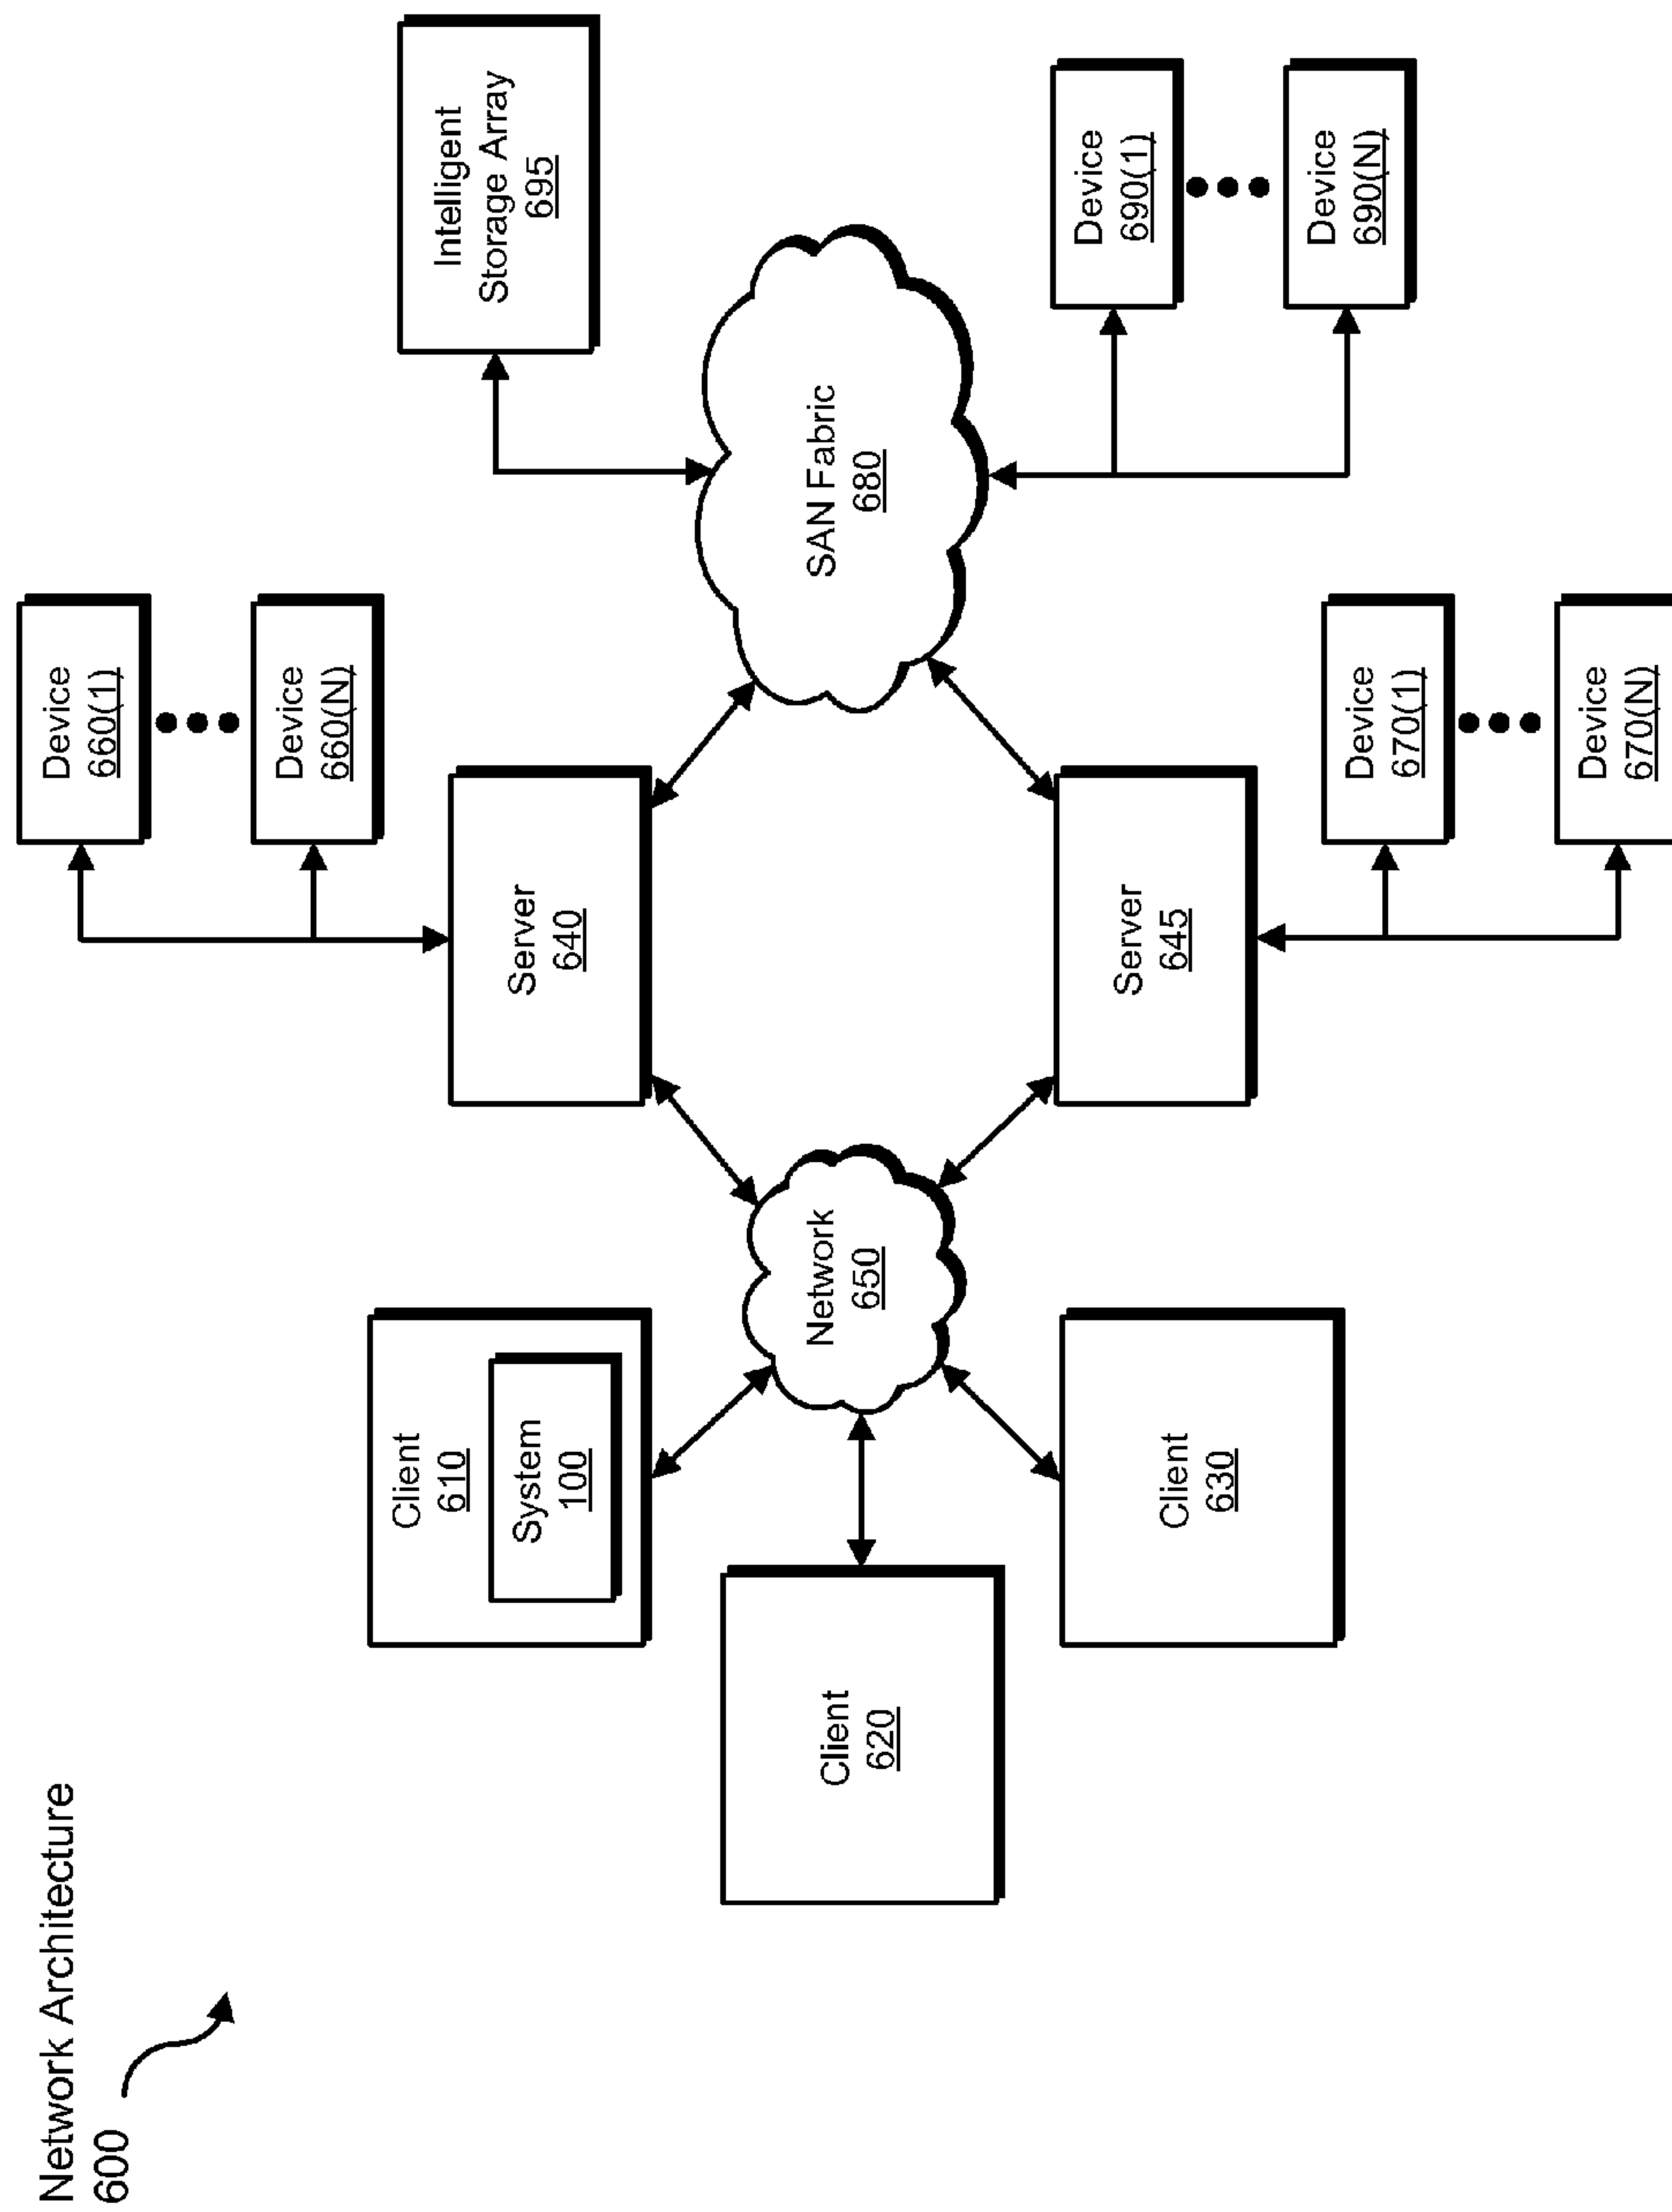 Network Architecture
600
Client
610
System
100
Client
620
Client
630
Network
650
Server
640
Server
645
Device
660(1)
Device
660(N)
Device
670(1)
Device
670(N)
SAN Fabric
680
Intelligent
Storage Array
695
Device
690(1)
Device
690(N)